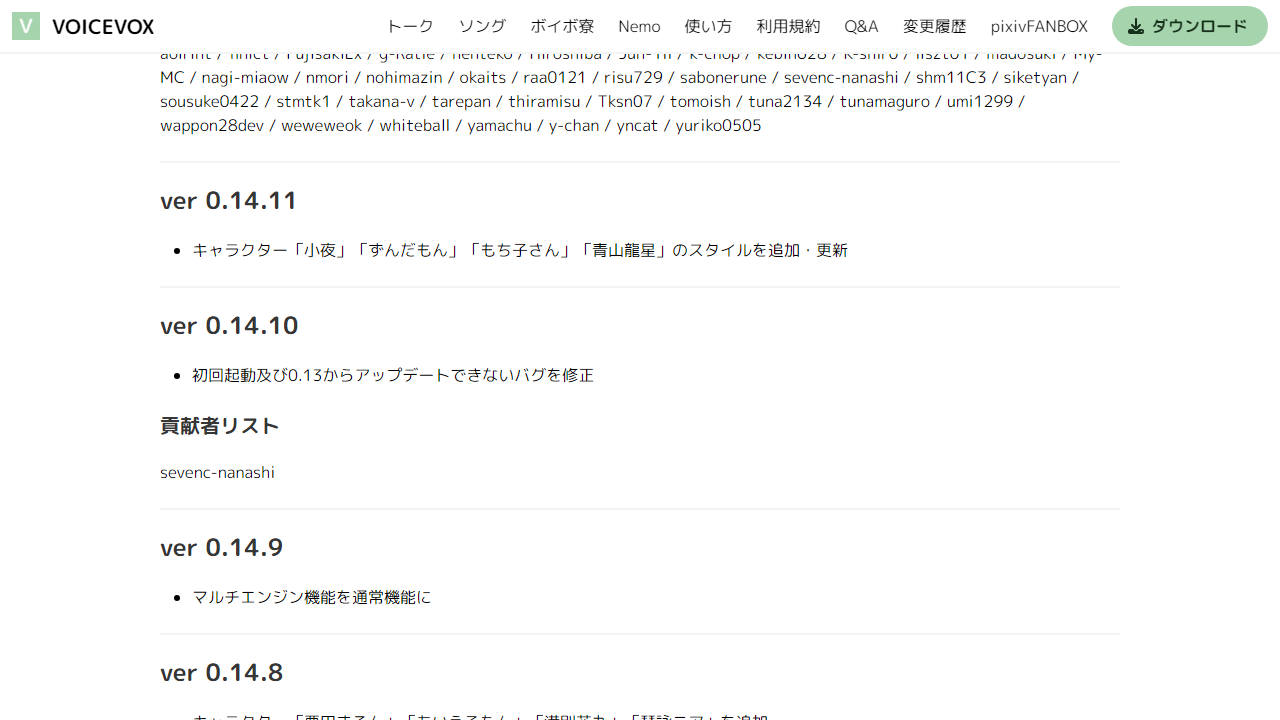 VOICEVOX
トーク ソング ボイボ寮 Nemo 使い方 利用規約 Q&A 変更履歴 pixivFANBOX ダウンロード
aoirint / hihict / FujisakiEx / g-Ratie / henteko / Hiroshiba / Jun-YH / k-chop / kebin628 / K-shiro / lisztof / madosuki / My-
MC / nagi-miaow / nmori / nohimazin / okaits / raa0121 / risu729 / sabonerune / sevenc-nanashi / shm11C3 / siketyan /
sousuke0422 / stmtk1 / takana-v / tarepan / thiramisu / Tksn07 / tomoish / tuna2134 / tunamaguro / umi1299 /
wappon28dev / weweweok / whiteball / yamachu / y-chan / yncat / yuriko0505
ver 0.14.11
キャラクター「小夜」「ずんだもん」「もち子さん」「青山龍星」のスタイルを追加・更新
ver 0.14.10
初回起動及び0.13からアップデートできないバグを修正
貢献者リスト
sevenc-nanashi
ver 0.14.9
マルチエンジン機能を通常機能に
ver 0.14.8